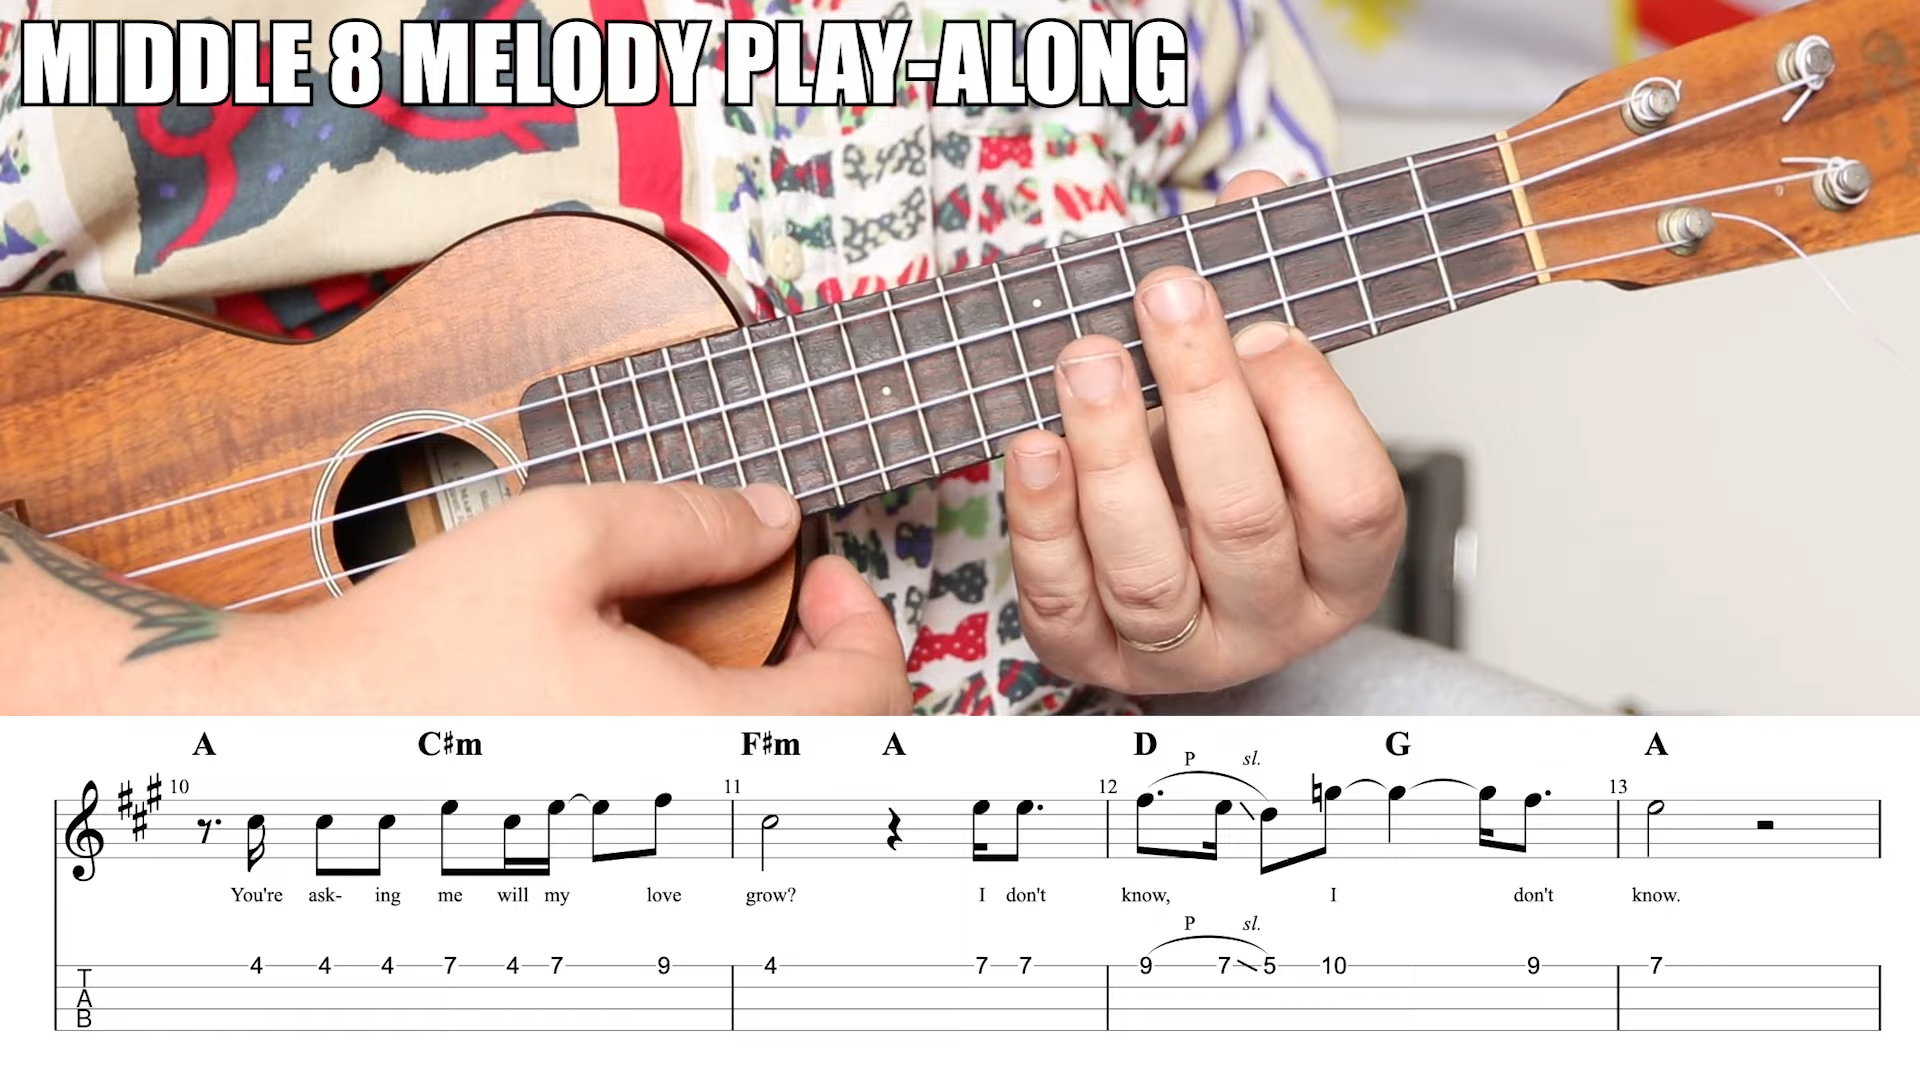 MIDDLE 8 MELODY PLAY-ALONG
A C♯m F♯m A D G A
P sl.
10 11 12 13
You're ask- ing me will my love grow? I don't know, I don't know.
P sl.
4 4 4 7 4 7 9 4 7 7 9 7 5 10 9 7
T
A
B